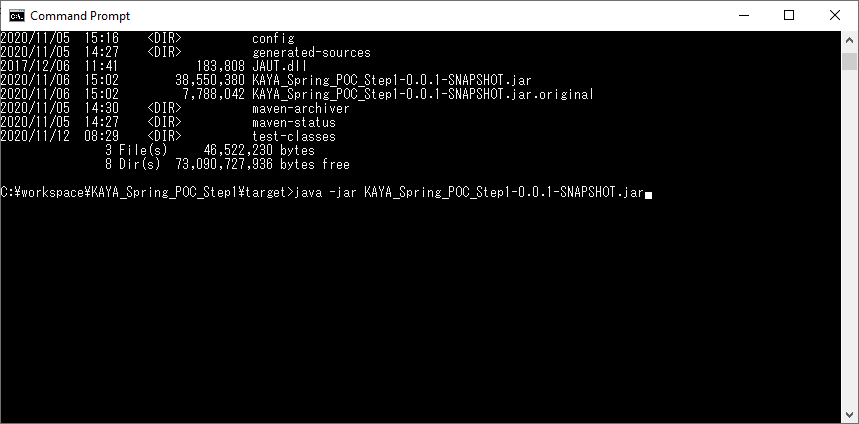 Command Prompt
2020/11/05  15:16    <DIR>          config
2020/11/05  14:27    <DIR>          generated-sources
2017/12/06  11:41           183,808 JAUT.dll
2020/11/06  15:02        38,550,380 KAYA_Spring_POC_Step1-0.0.1-SNAPSHOT.jar
2020/11/06  15:02         7,788,042 KAYA_Spring_POC_Step1-0.0.1-SNAPSHOT.jar.original
2020/11/05  14:30    <DIR>          maven-archiver
2020/11/05  14:27    <DIR>          maven-status
2020/11/12  08:29    <DIR>          test-classes
3 File(s)     46,522,230 bytes
8 Dir(s)  73,090,727,936 bytes free
C:¥workspace¥KAYA_Spring_POC_Step1¥target>java -jar KAYA_Spring_POC_Step1-0.0.1-SNAPSHOT.jar